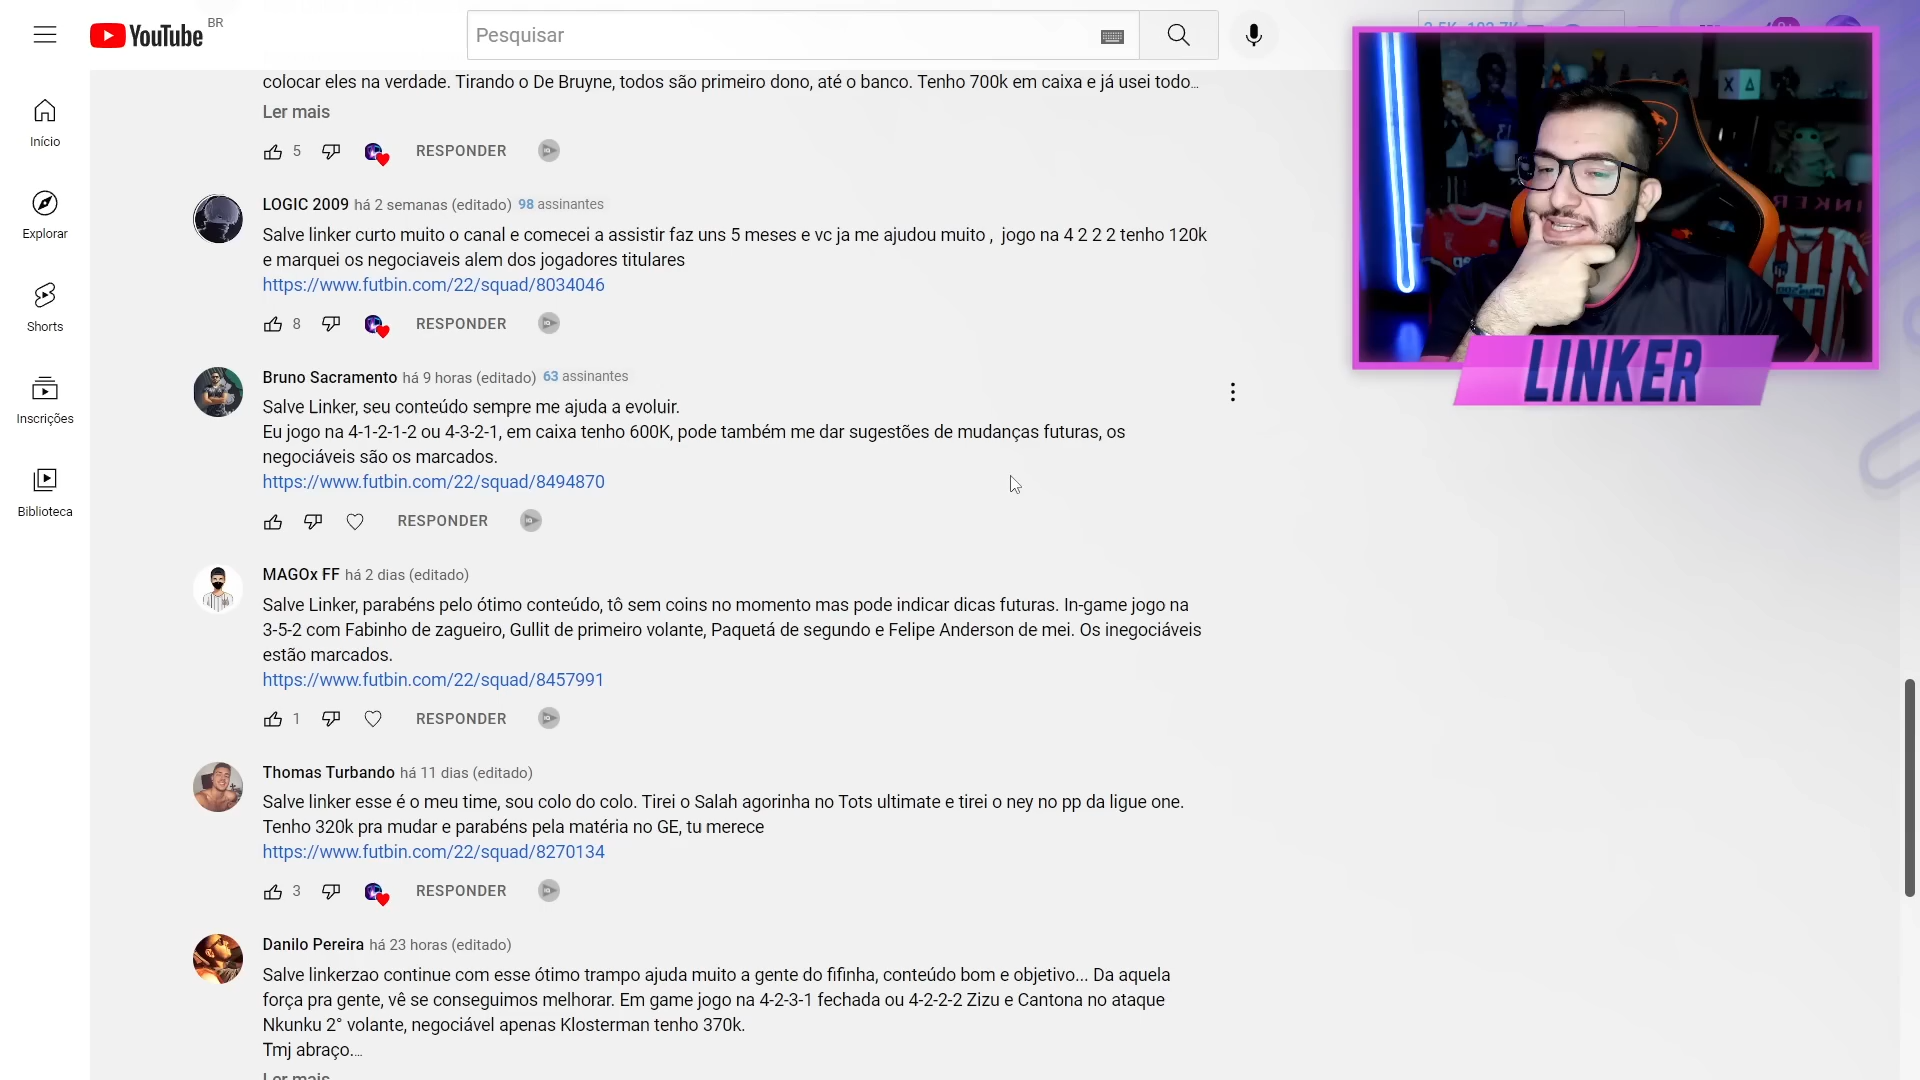 YouTube BR
Pesquisar
colocar eles na verdade. Tirando o De Bruyne, todos são primeiro dono, até o banco. Tenho 700k em caixa e já usei todo...
Ler mais
5 RESPONDER
Início
Explorar
Shorts
Inscrições
Biblioteca
LOGIC 2009 há 2 semanas (editado) 98 assinantes
Salve linker curto muito o canal e comecei a assistir faz uns 5 meses e vc ja me ajudou muito , jogo na 4 2 2 2 tenho 120k
e marquei os negociaveis alem dos jogadores titulares
https://www.futbin.com/22/squad/8034046
8 RESPONDER
Bruno Sacramento há 9 horas (editado) 63 assinantes
Salve Linker, seu conteúdo sempre me ajuda a evoluir.
Eu jogo na 4-1-2-1-2 ou 4-3-2-1, em caixa tenho 600K, pode também me dar sugestões de mudanças futuras, os
negociáveis são os marcados.
https://www.futbin.com/22/squad/8494870
RESPONDER
MAGOx FF há 2 dias (editado)
Salve Linker, parabéns pelo ótimo conteúdo, tô sem coins no momento mas pode indicar dicas futuras. In-game jogo na
3-5-2 com Fabinho de zagueiro, Gullit de primeiro volante, Paquetá de segundo e Felipe Anderson de mei. Os inegociáveis
estão marcados.
https://www.futbin.com/22/squad/8457991
1 RESPONDER
Thomas Turbando há 11 dias (editado)
Salve linker esse é o meu time, sou colo do colo. Tirei o Salah agorinha no Tots ultimate e tirei o ney no pp da ligue one.
Tenho 320k pra mudar e parabéns pela matéria no GE, tu merece
https://www.futbin.com/22/squad/8270134
3 RESPONDER
Danilo Pereira há 23 horas (editado)
Salve linkerzao continue com esse ótimo trampo ajuda muito a gente do fifinha, conteúdo bom e objetivo... Da aquela
força pra gente, vê se conseguimos melhorar. Em game jogo na 4-2-3-1 fechada ou 4-2-2-2 Zizu e Cantona no ataque
Nkunku 2° volante, negociável apenas Klosterman tenho 370k.
Tmj abraço....
Ler mais
LINKER